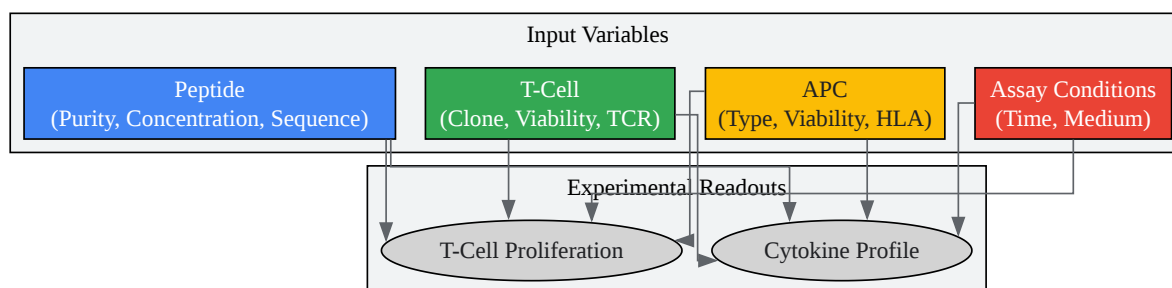 Input Variables
Peptide
(Purity, Concentration, Sequence)
T-Cell
(Clone, Viability, TCR)
APC
(Type, Viability, HLA)
Assay Conditions
(Time, Medium)
Experimental Readouts
T-Cell Proliferation
Cytokine Profile